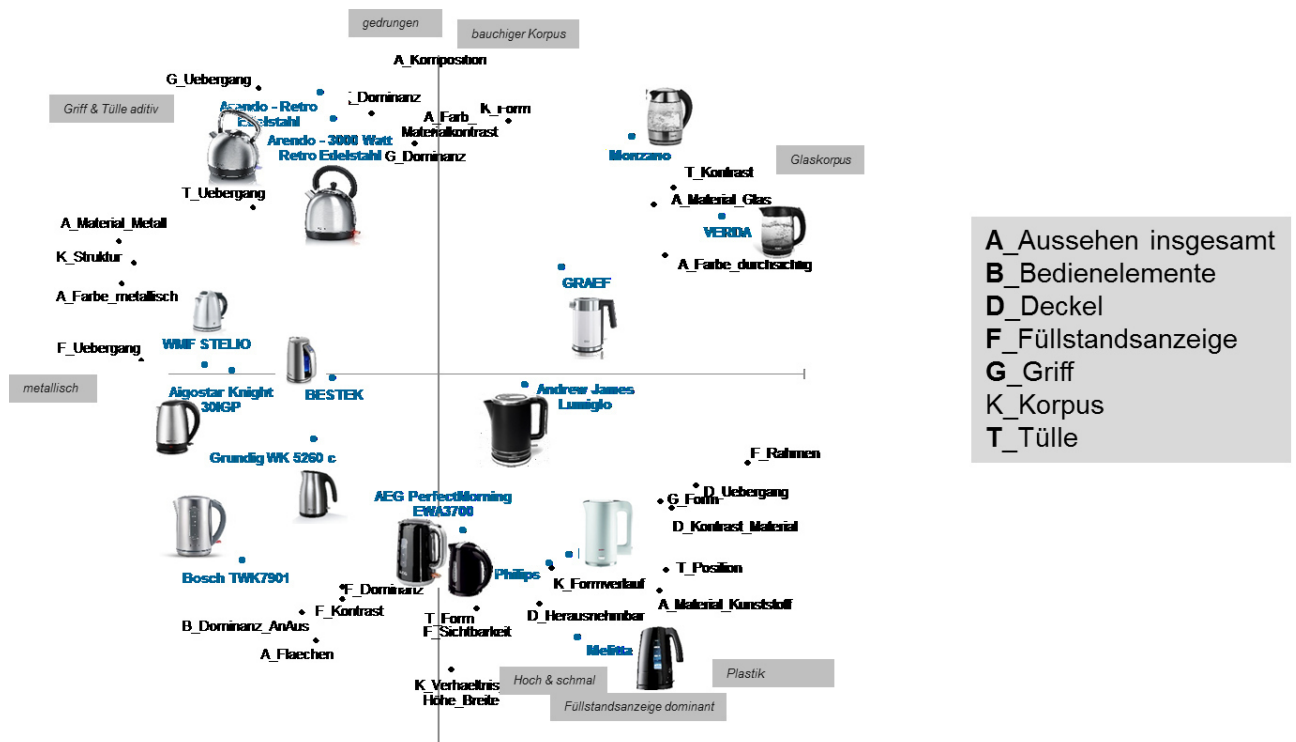 gedrungen
bauchiger Korpus
A_Komposition
G_Uebergang
Griff & Tülle aditiv
Arendo - Retro
Edelstahl
_Dominanz
A_Farb_
Materialkontrast
K_Form
Arendo - 3000 Watt
Retro Edelstahl
G_Dominanz
Monzano
Glaskorpus
T_Kontrast
T_Uebergang
A_Material_Glas
A_Material_Metall
VERDA
K_Struktur
A_Farbe_durchsichtig
A_Farbe_metallisch
GRAEF
WMF STELIO
F_Uebergang
metallisch
Aigostar Knight
30IGP
BESTEK
Andrew James
Lumiglo
Grundig WK 5260 c
F_Rahmen
AEG PerfectMorning
EWA3700
D_Uebergang
G_Form
D_Kontrast_Material
Bosch TWK7901
Philips
T_Position
K_Formverlauf
F_Dominanz
A_Material_Kunststoff
F_Kontrast
D_Herausnehmbar
B_Dominanz_AnAus
T_Form
F_Sichtbarkeit
A_Flaechen
Melitta
Hoch & schmal
Plastik
K_Verhaeltnis
Höhe_Breite
Füllstandsanzeige dominant
A_Aussehen insgesamt
B_Bedienelemente
D_Deckel
F_Füllstandsanzeige
G_Griff
K_Korpus
T_Tülle